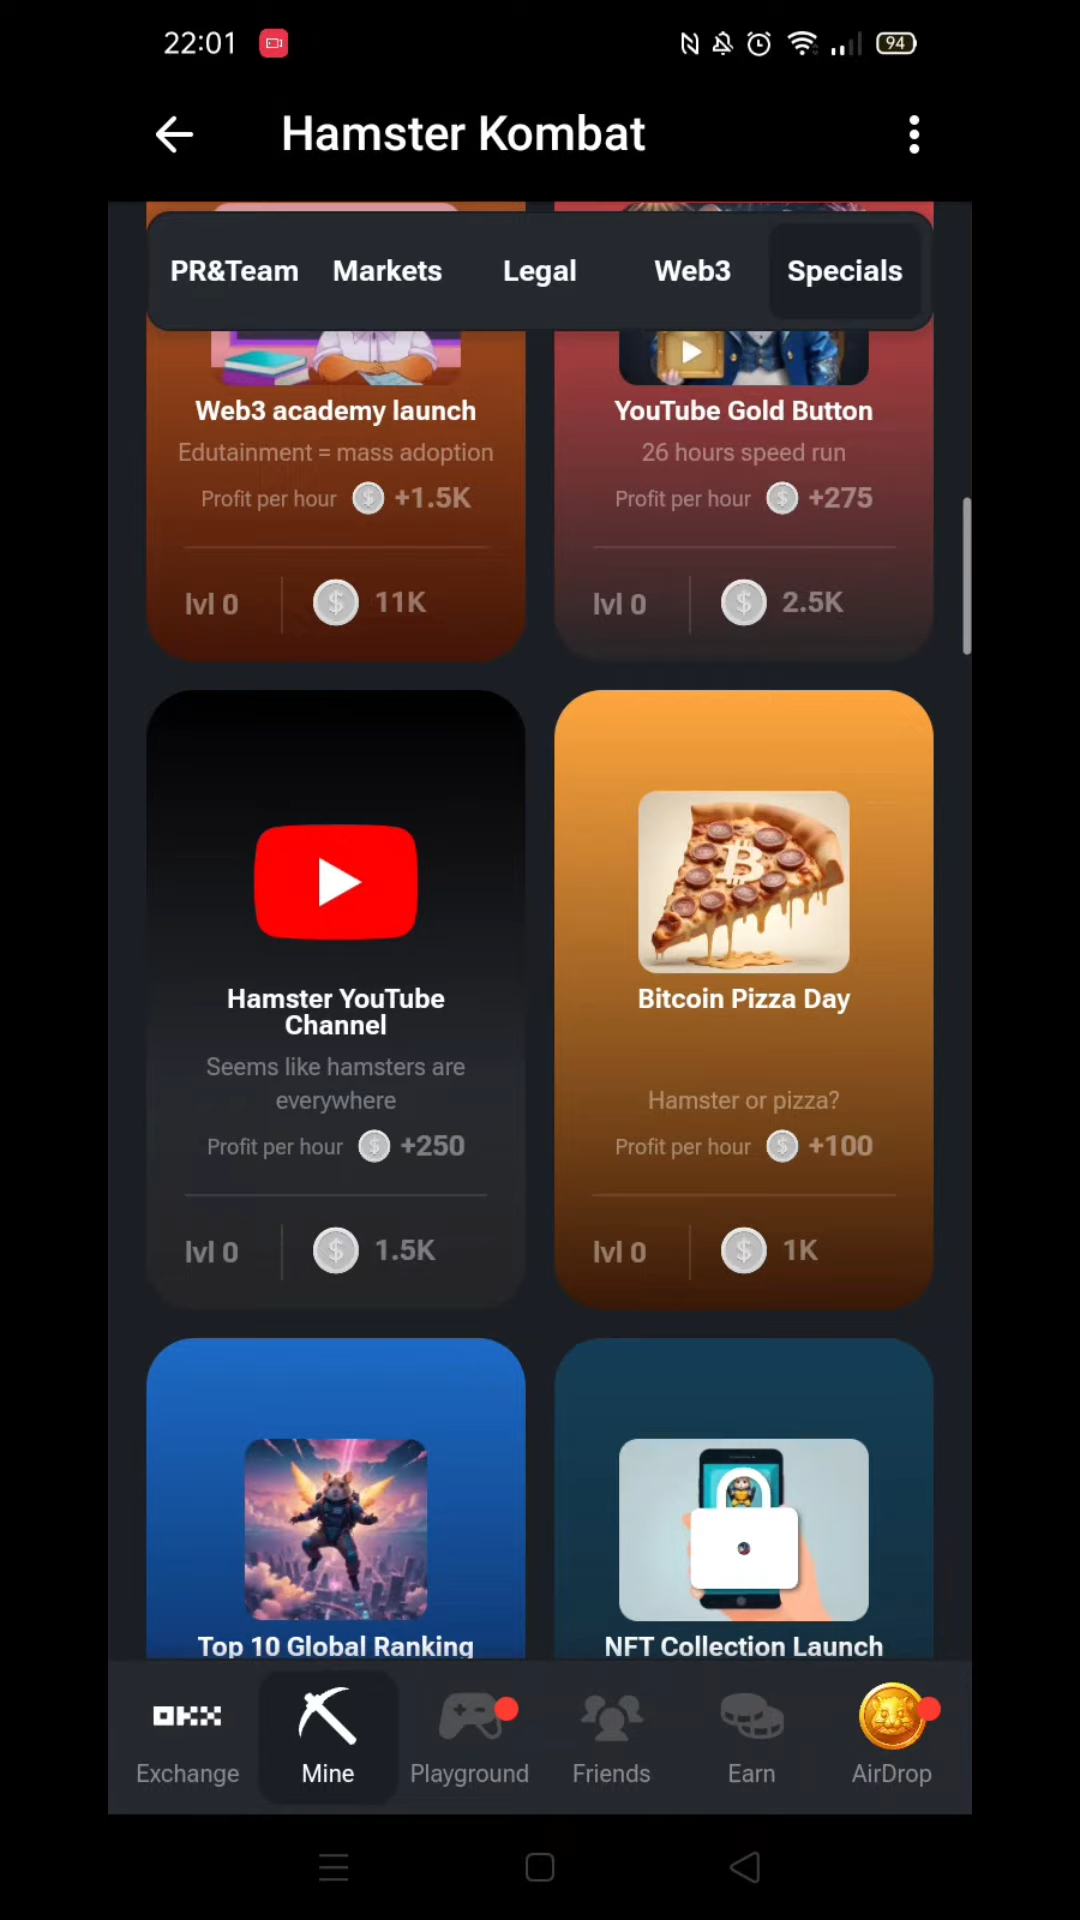 22:01
94
Hamster Kombat
PR&Team Markets Legal Web3 Specials
Web3 academy launch
Edutainment = mass adoption
Profit per hour $ +1.5K
lvl 0 $ 11K
YouTube Gold Button
26 hours speed run
Profit per hour $ +275
lvl 0 $ 2.5K
Hamster YouTube
Channel
Seems like hamsters are
everywhere
Profit per hour $ +250
lvl 0 $ 1.5K
B
Bitcoin Pizza Day
Hamster or pizza?
Profit per hour $ +100
lvl 0 $ 1K
Top 10 Global Ranking
NFT Collection Launch
OKX
Exchange Mine Playground Friends Earn AirDrop